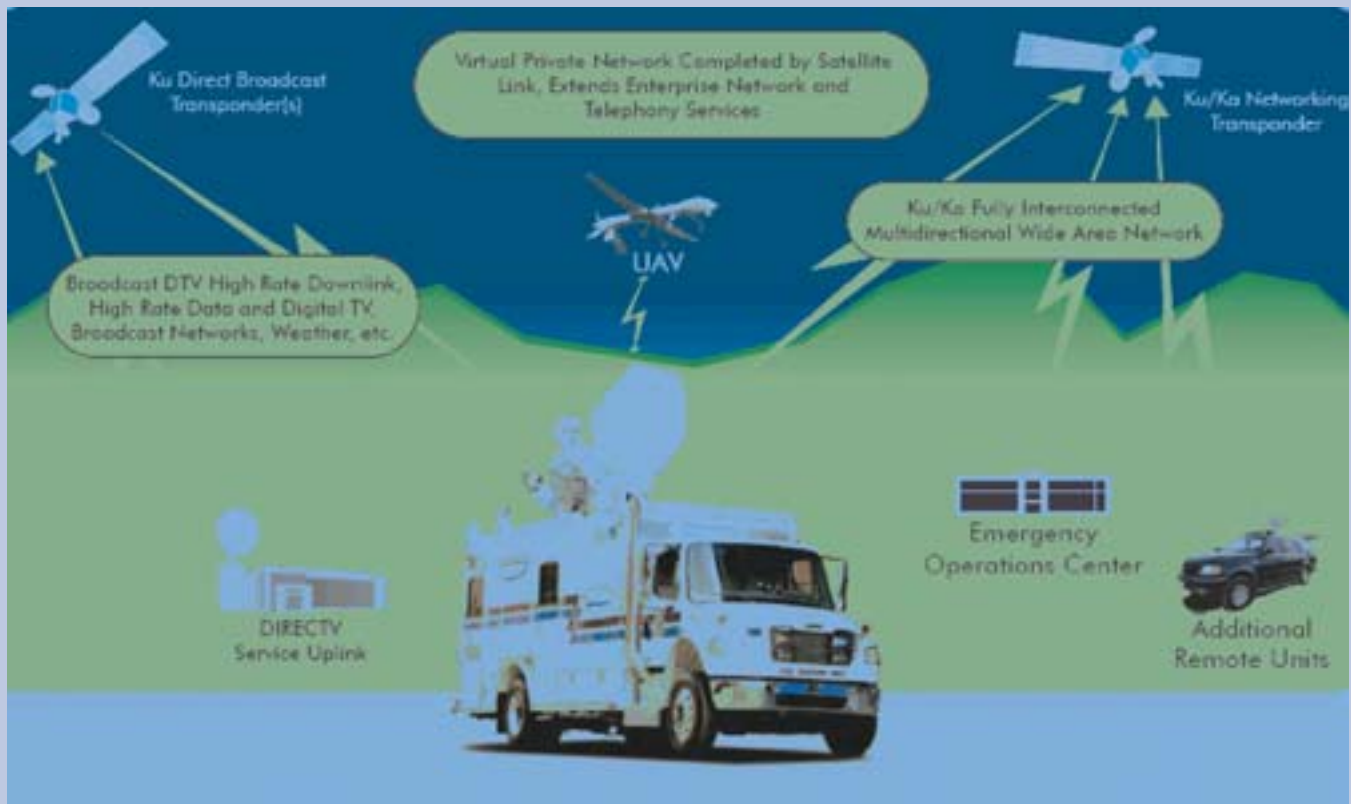 Ku Direct Broadcast
Transponder(s)
Virtual Private Network Completed by Satellite
Link, Extends Enterprise Network and
Telephony Services
Ku/Ka Networking
Transponder
UAV
Ku/Ka Fully Interconnected
Multidirectional Wide Area Network
Broadcast DTV High Rate Downlink,
High Rate Data and Digital TV,
Broadcast Networks, Weather, etc.
DIRECTV
Service Uplink
Emergency
Operations Center
Additional
Remote Units